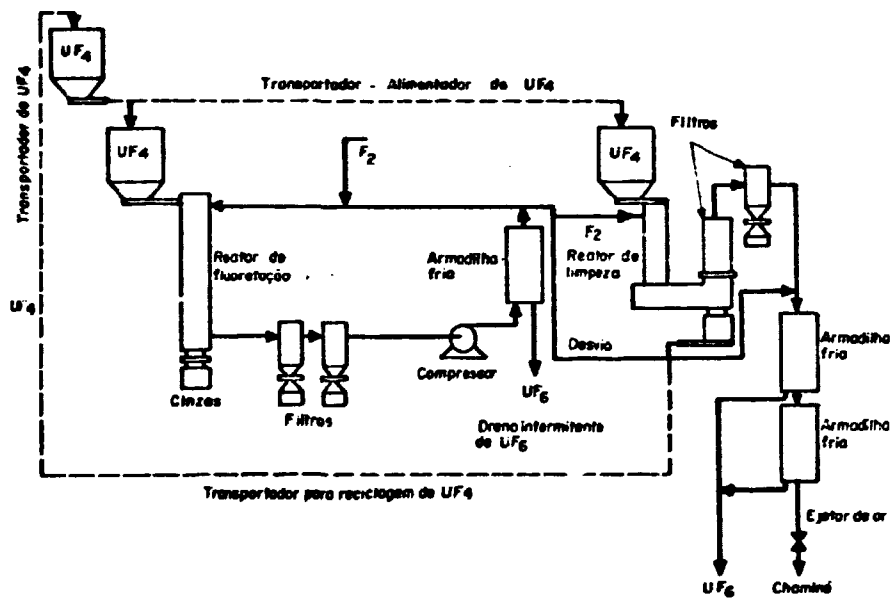 UF4
Transportador - Alimentador de UF4
Transportador de UF4
UF4
F2
UF4
Filtros
Reator de
fluoretação
Armadilha
fria
F2
Reator de
limpeza
UF4
Desvio
Armadilha
fria
Compressor
UF6
Cinzas
Filtros
Dreno intermitente
de UF6
Armadilha
fria
Transportador para reciclagem de UF4
Ejetor de ar
UF6
Chaminé